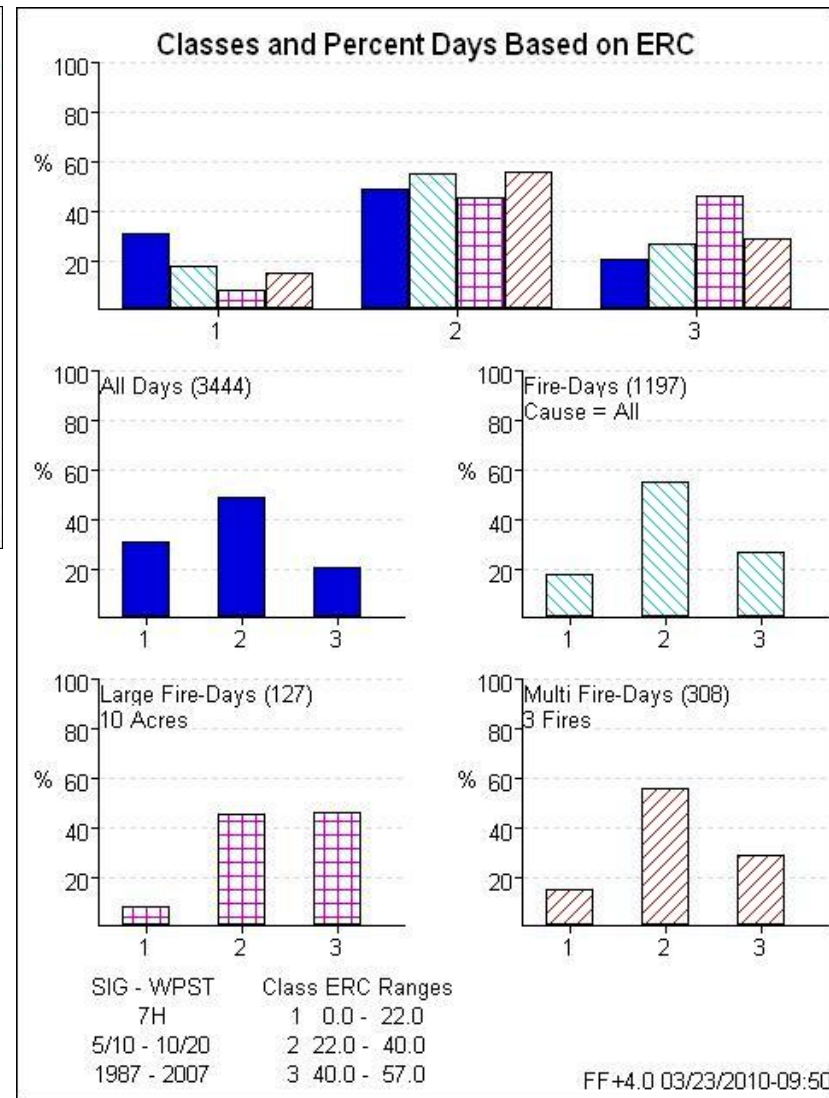 Classes and Percent Days Based on ERC
100
80
% 60
40
20
1 2 3
100
All Days (3444)
80
% 60
40
20
1 2 3
100
Fire-Days (1197)
Cause = All
80
% 60
40
20
1 2 3
100
Large Fire-Days (127)
10 Acres
80
% 60
40
20
1 2 3
100
Multi Fire-Days (308)
3 Fires
80
% 60
40
20
1 2 3
SIG - WPST
7H
5/10 - 10/20
1987 - 2007
Class ERC Ranges
1 0.0 - 22.0
2 22.0 - 40.0
3 40.0 - 57.0
FF+4.0 03/23/2010-09:50